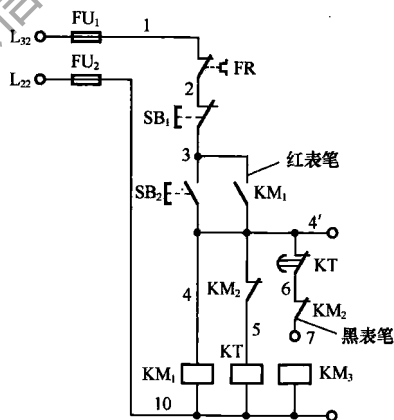 FU₁
1
L₃₂
FU₂
L₂₂
FR
2
SB₁
3
红表笔
SB₂
KM₁
4'
KT
4
KM₂
6
KM₂
5
7
黑表笔
KT
KM₁
KM₃
10